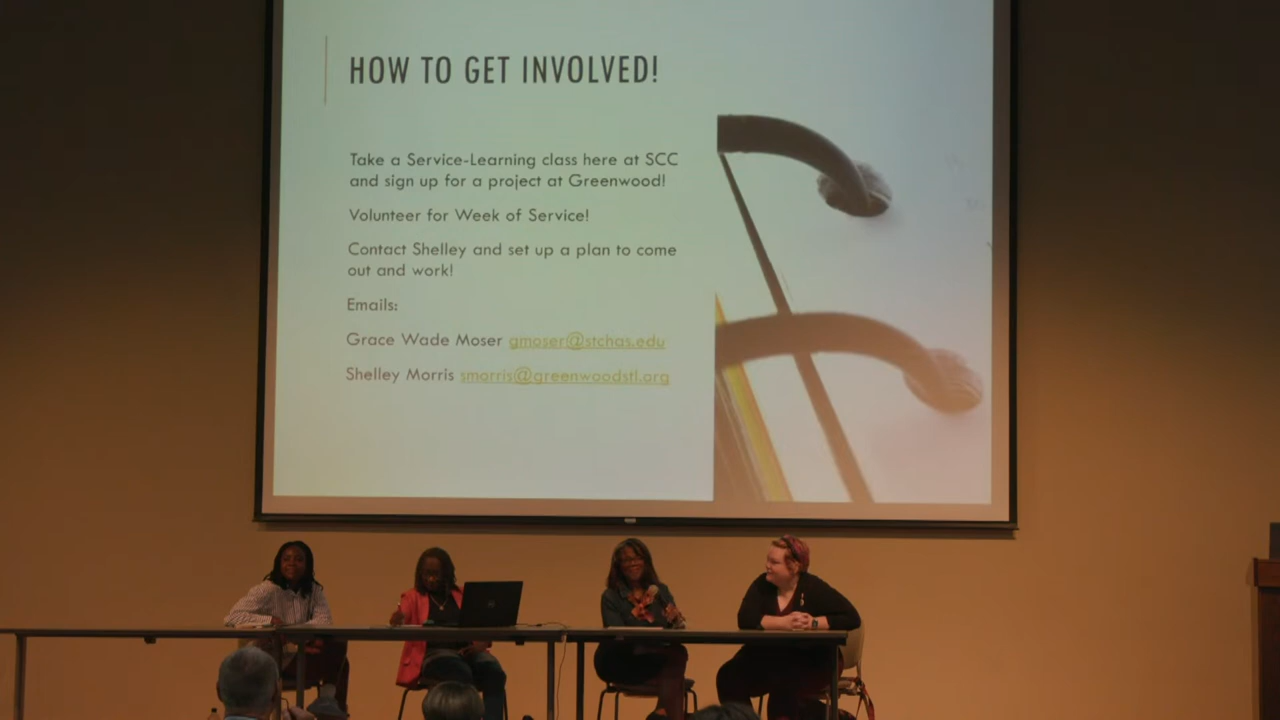 HOW TO GET INVOLVED!
Take a Service-Learning class here at SCC
and sign up for a project at Greenwood!
Volunteer for Week of Service!
Contact Shelley and set up a plan to come
out and work!
Emails:
Grace Wade Moser gmoser@stchas.edu
Shelley Morris smorris@greenwoodstl.org